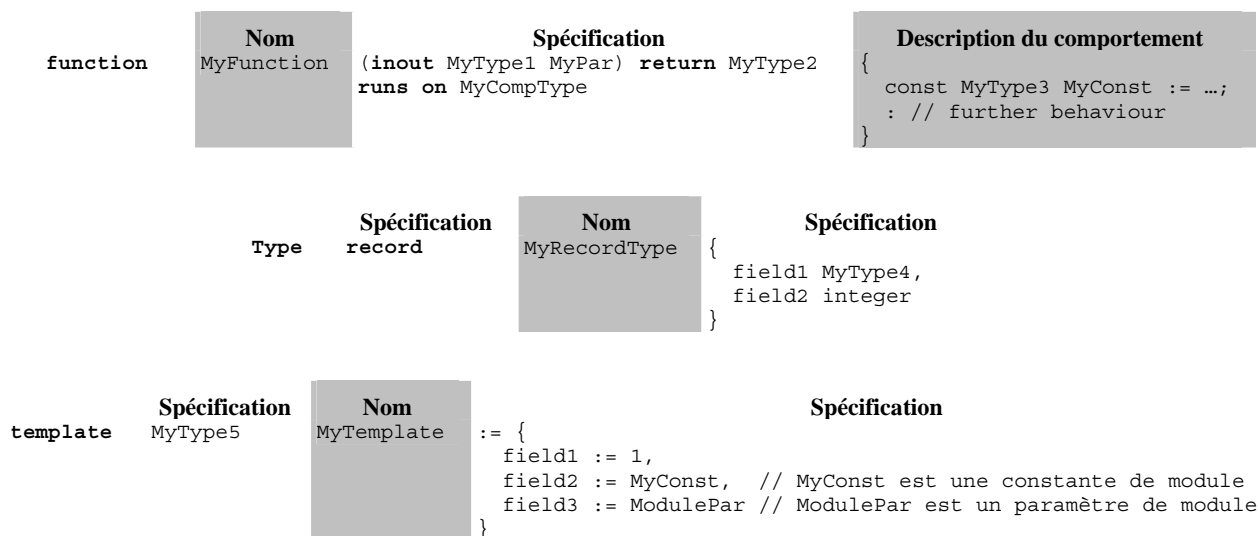 Nom Spécification Description du comportement
function MyFunction (inout MyType1 MyPar) return MyType2 {
runs on MyCompType const MyType3 MyConst := …;
: // further behaviour
}
Spécification Nom Spécification
Type record MyRecordType {
field1 MyType4,
field2 integer
}
Spécification Nom Spécification
template MyType5 MyTemplate := {
field1 := 1,
field2 := MyConst, // MyConst est une constante de module
field3 := ModulePar // ModulePar est un paramètre de module
}